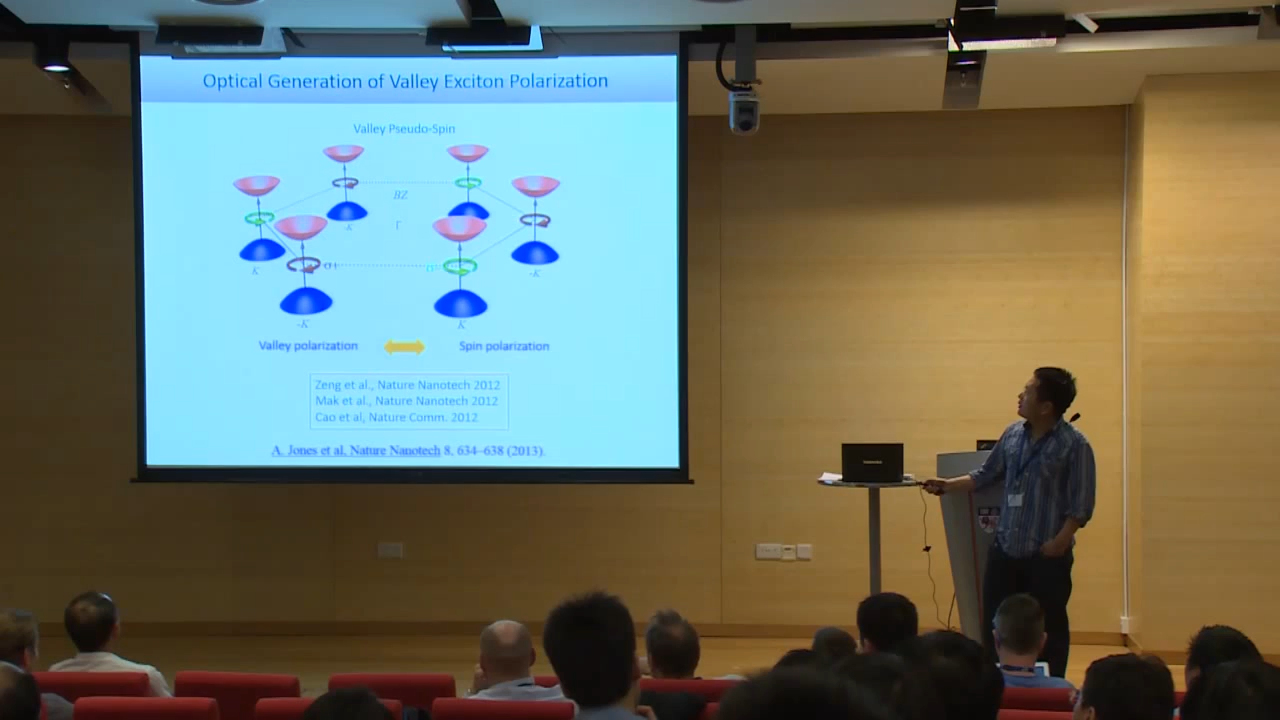 Optical Generation of Valley Exciton Polarization
Valley Pseudo-Spin
BZ
-K
Γ
K
σ+
-K
-K
K
Valley polarization
Spin polarization
Zeng et al., Nature Nanotech 2012
Mak et al., Nature Nanotech 2012
Cao et al, Nature Comm. 2012
A. Jones et al, Nature Nanotech 8, 634–638 (2013).